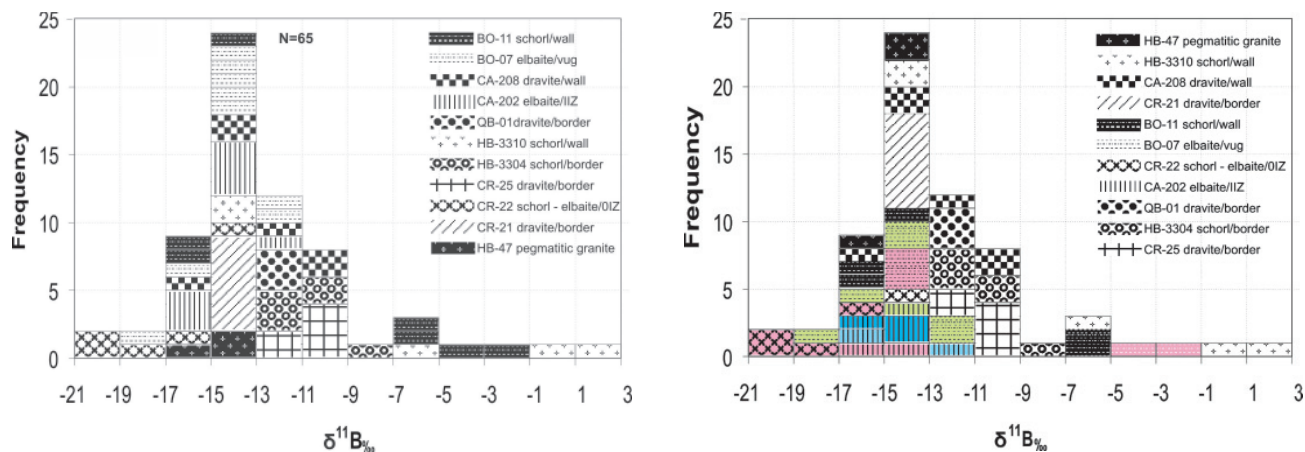 25
20
15
10
5
0
Frequency
N=65
BO-11 schorl/wall
BO-07 elbaite/vug
CA-208 dravite/wall
CA-202 elbaite/IIZ
QB-01dravite/border
HB-3310 schorl/wall
HB-3304 schorl/border
CR-25 dravite/border
CR-22 schorl - elbaite/0IZ
CR-21 dravite/border
HB-47 pegmatitic granite
-21 -19 -17 -15 -13 -11 -9 -7 -5 -3 -1 1 3
δ11B‰
25
20
15
10
5
0
Frequency
HB-47 pegmatitic granite
HB-3310 schorl/wall
CA-208 dravite/wall
CR-21 dravite/border
BO-11 schorl/wall
BO-07 elbaite/vug
CR-22 schorl - elbaite/0IZ
CA-202 elbaite/IIZ
QB-01 dravite/border
HB-3304 schorl/border
CR-25 dravite/border
-21 -19 -17 -15 -13 -11 -9 -7 -5 -3 -1 1 3
δ11B‰